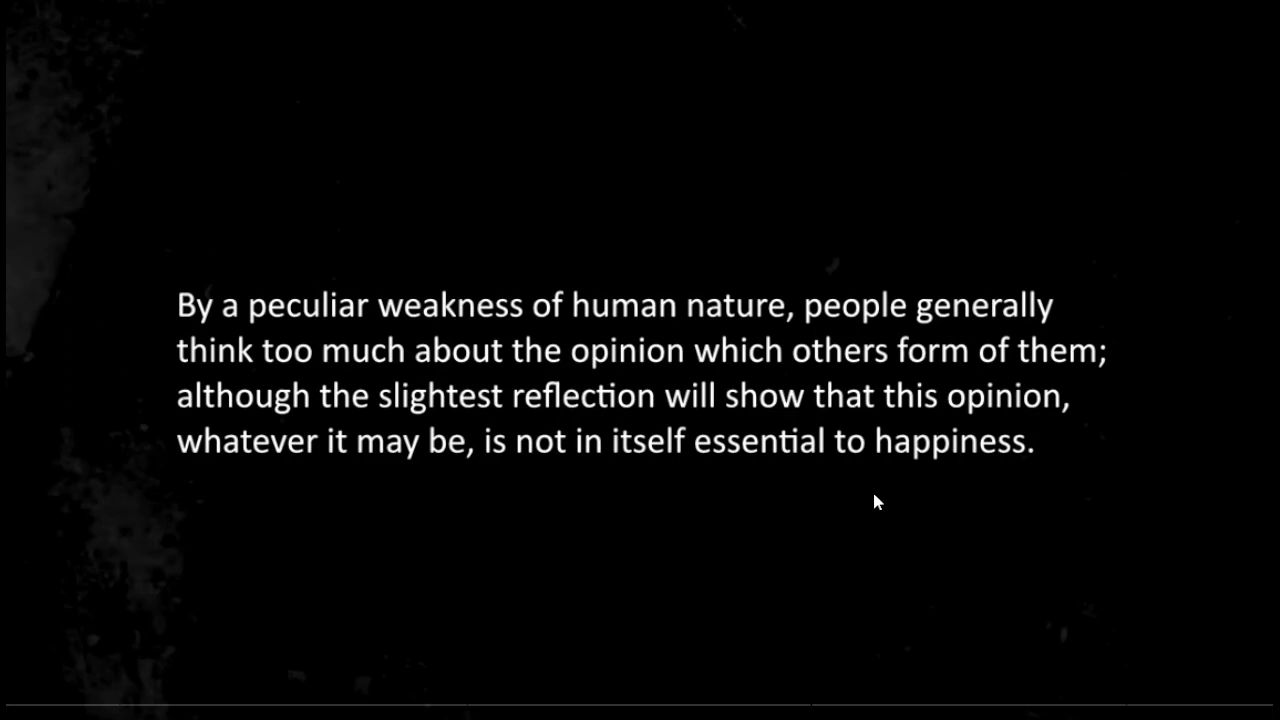 By a peculiar weakness of human nature, people generally
think too much about the opinion which others form of them;
although the slightest reflection will show that this opinion,
whatever it may be, is not in itself essential to happiness.